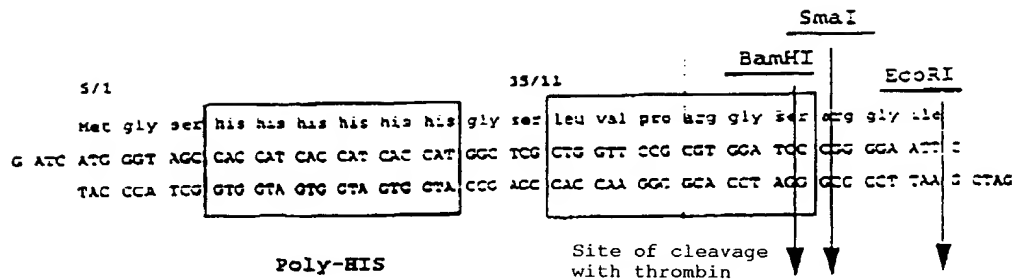 SmaI
BamHI
EcoRI
5/1
35/11
Met gly ser his his his his his his gly ser leu val pro arg gly ser arg gly ile
G ATC ATG GGT AGC CAC CAT CAC CAT CAC CAT GGC TCG CTG GTT CCG CGT GGA TCC CGG GGA ATT C
TAC CCA TCG GTG GTA GTG GTA GTG GTA CCG AGC CAC CAA GGC GCA CCT AGG GCC CCT TAA G CTAG
Poly-HIS
Site of cleavage
with thrombin